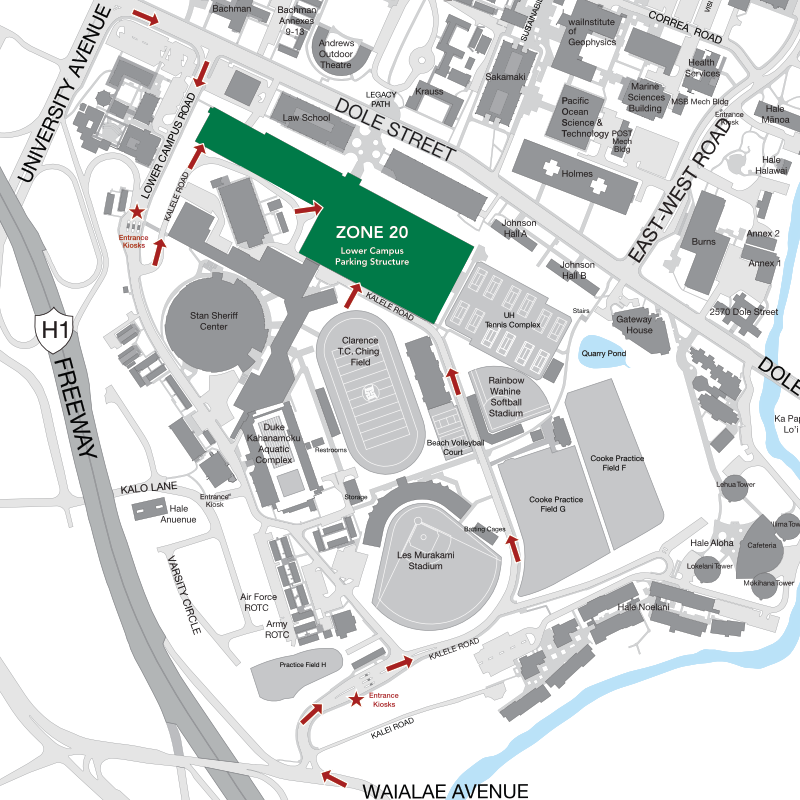 Bachman
Bachman
Annexes
9-13
Andrews
Outdoor
Theatre
wailnstitute
of
Geophysics
CORREA ROAD
UNIVERSITY AVENUE
LOWER CAMPUS ROAD
KALELE ROAD
Entrance
Kiosks
Law School
LEGACY
PATH
Krauss
Sakamaki
DOLE STREET
Pacific
Ocean
Science &
Technology
POST
Mech
Bldg
Marine
Sciences
Building
Health
Services
MSB Mech Bldg
Entrance
Kiosk
Hale
Mānoa
Hale
Halawai
Holmes
EAST-WEST ROAD
Burns
Annex 2
Annex 1
2570 Dole Street
Johnson
Hall A
Johnson
Hall B
Stairs
Gateway
House
Quarry Pond
DOLE
ZONE 20
Lower Campus
Parking Structure
KALELE ROAD
UH
Tennis Complex
Stan Sheriff
Center
Clarence
T.C. Ching
Field
Rainbow
Wahine
Softball
Stadium
H1
FREEWAY
Duke
Kahanamoku
Aquatic
Complex
Restrooms
Beach Volleyball
Court
Cooke Practice
Field F
Cooke Practice
Field G
Ka Pap
Lo'i
KALO LANE
Entrance
Kiosk
Hale
Anuenue
Storage
Batting Cages
Les Murakami
Stadium
Lehua Tower
Ilima Tow
Hale Aloha
Cafeteria
Lokelani Tower
Mokihana Tower
VARSITY CIRCLE
Air Force
ROTC
Army
ROTC
Hale Noelani
Practice Field H
KALELE ROAD
Entrance
Kiosks
KALEI ROAD
WAIALAE AVENUE